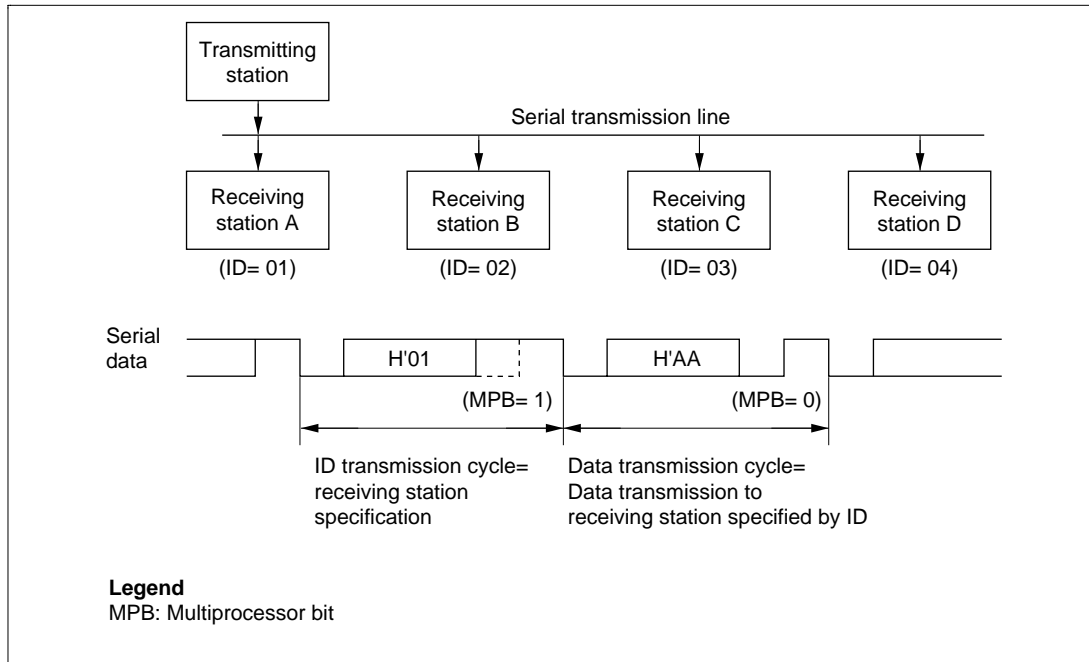 Transmitting
station
Serial transmission line
Receiving
station A
Receiving
station B
Receiving
station C
Receiving
station D
(ID= 01)
(ID= 02)
(ID= 03)
(ID= 04)
Serial
data
H'01
H'AA
(MPB= 1)
(MPB= 0)
ID transmission cycle=
receiving station
specification
Data transmission cycle=
Data transmission to
receiving station specified by ID
Legend
MPB: Multiprocessor bit